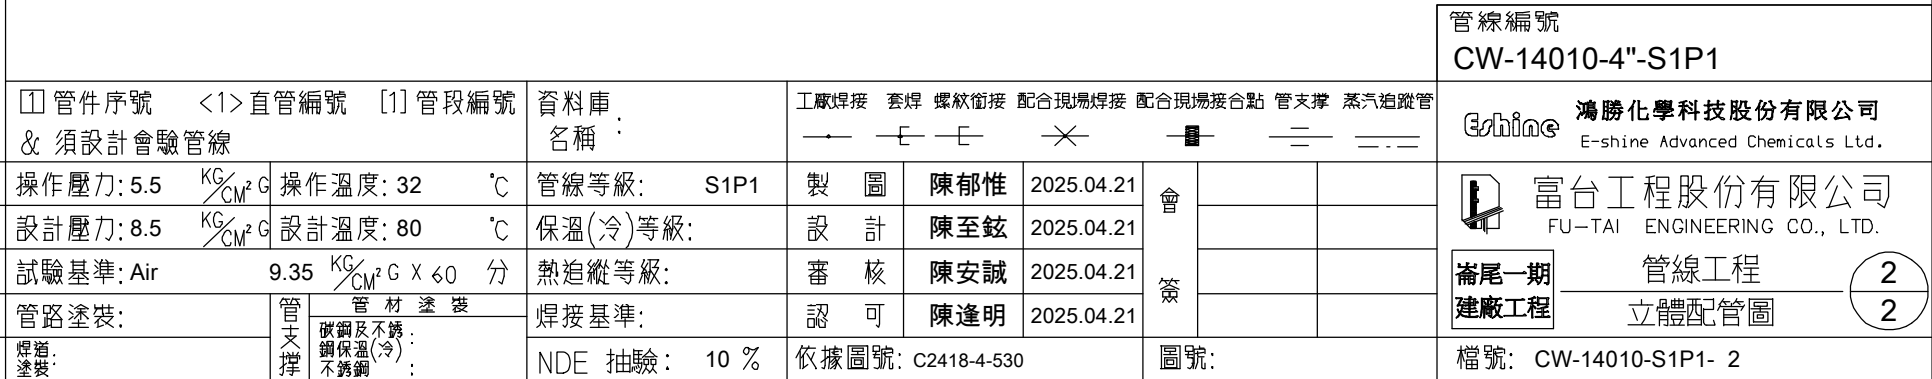 管線編號
CW-14010-4"-S1P1
1 管件序號 <1>直管編號 [1]管段編號
& 須設計會驗管線
資料庫
名稱 :
工廠焊接 套焊 螺紋銜接 配合現場焊接 配合現場接合點 管支撐 蒸汽追蹤管
Eshine 鴻勝化學科技股份有限公司
E-shine Advanced Chemicals Ltd.
操作壓力: 5.5 KG/CM² G 操作溫度: 32 °C 管線等級: S1P1 製 圖 陳郁惟 2025.04.21
設計壓力: 8.5 KG/CM² G 設計溫度: 80 °C 保溫(冷)等級: 設 計 陳至鉉 2025.04.21
試驗基準: Air 9.35 KG/CM² G X 60 分 熱追縱等級: 審 核 陳安誠 2025.04.21
管路塗裝: 管支撐 管材塗裝 焊接基準: 認 可 陳逢明 2025.04.21
會簽
富台工程股份有限公司
FU-TAI ENGINEERING CO., LTD.
崙尾一期
建廠工程
管線工程
立體配管圖
2
2
焊道:
塗裝
碳鋼及不銹
鋼保溫(冷) :
不銹鋼 :
NDE 抽驗: 10 % 依據圖號: C2418-4-530 圖號: 檔號: CW-14010-S1P1- 2